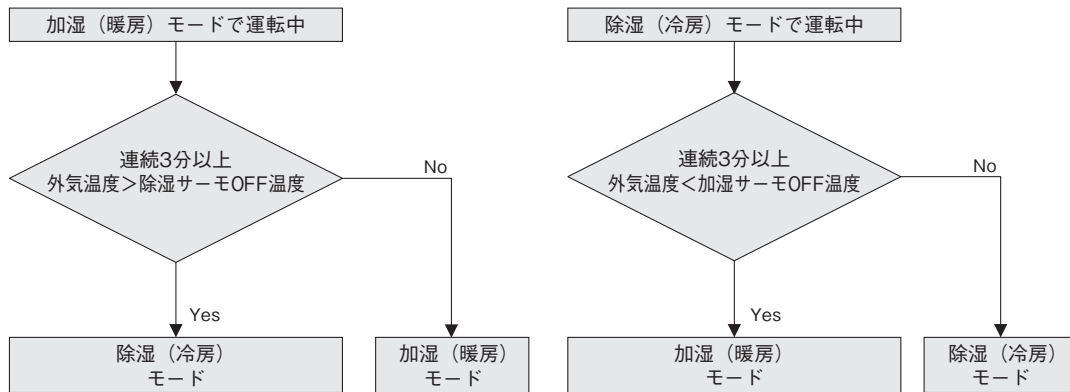 加湿（暖房）モードで運転中
連続3分以上
外気温度＞除湿サーモOFF温度
No
Yes
除湿（冷房）
モード
加湿（暖房）
モード
除湿（冷房）モードで運転中
連続3分以上
外気温度＜加湿サーモOFF温度
No
Yes
加湿（暖房）
モード
除湿（冷房）
モード